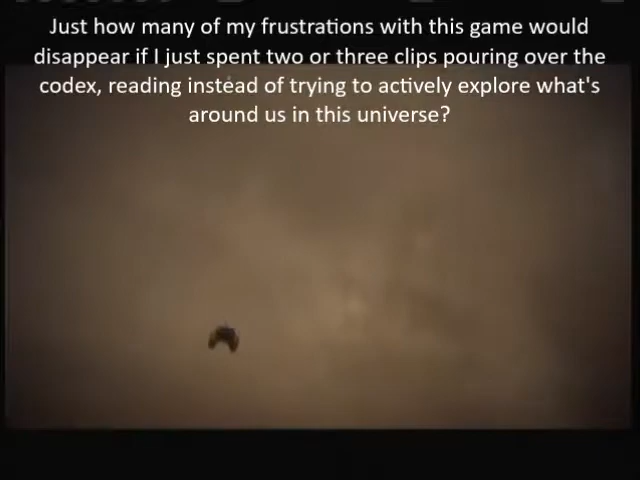 Just how many of my frustrations with this game would
disappear if I just spent two or three clips pouring over the
codex, reading instead of trying to actively explore what's
around us in this universe?